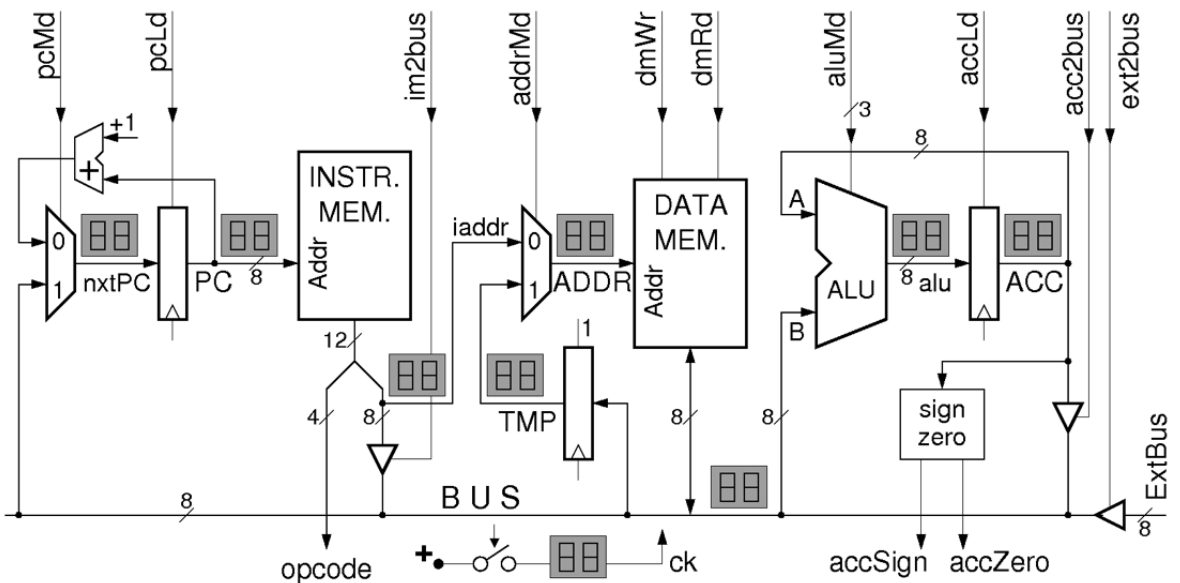 pcMd
pcLd
im2bus
addrMd
dmWr
dmRd
aluMd
accLd
acc2bus
ext2bus
+1
3
8
+
INSTR.
MEM.
DATA
MEM.
A
0
iaddr
0
nxtPC
PC
8
Addr
ADDR
Addr
ALU
8
alu
ACC
1
1
B
12
1
4
8
TMP
8
8
sign
zero
8
BUS
ExtBus
8
opcode
+
ck
accSign
accZero